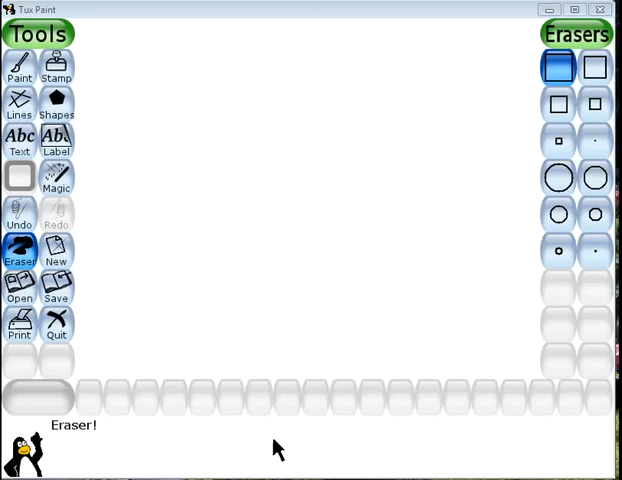 Tux Paint
Tools
Erasers
Paint
Stamp
Lines
Shapes
Abc
Text
Abc
Label
Magic
Undo
Redo
Eraser
New
Open
Save
Print
Quit
Eraser!